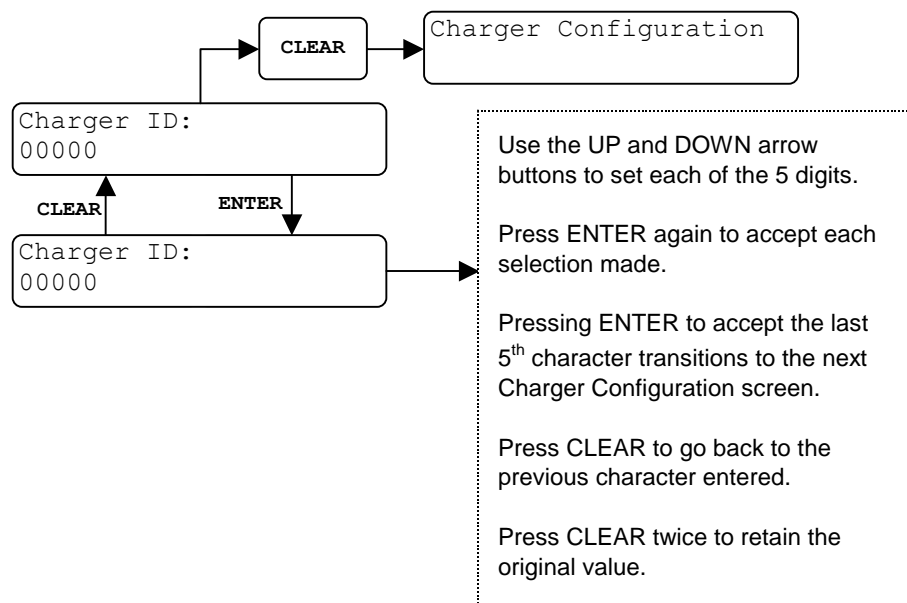 CLEAR
Charger Configuration
Charger ID:
00000
CLEAR
ENTER
Charger ID:
00000
Use the UP and DOWN arrow
buttons to set each of the 5 digits.
Press ENTER again to accept each
selection made.
Pressing ENTER to accept the last
5th character transitions to the next
Charger Configuration screen.
Press CLEAR to go back to the
previous character entered.
Press CLEAR twice to retain the
original value.